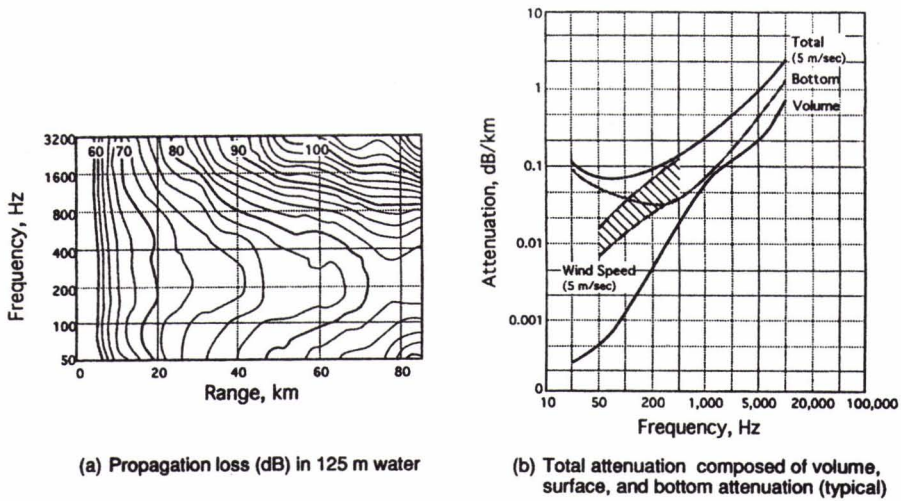 3200
1600
800
400
200
100
50
Frequency, Hz
60
70
80
90
100
0
20
40
60
80
Range, km
(a) Propagation loss (dB) in 125 m water
10
1
0.1
0.01
0.001
0
Attenuation, dB/km
Total
(5 m/sec)
Bottom
Volume
Wind Speed
(5 m/sec)
10
50
200
1,000
5,000
20,000
100,000
Frequency, Hz
(b) Total attenuation composed of volume,
surface, and bottom attenuation (typical)